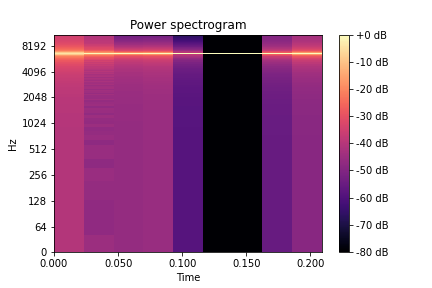 Power spectrogram
8192
4096
2048
1024
512
256
128
64
0
Hz
0.000 0.050 0.100 0.150 0.200
Time
+0 dB
-10 dB
-20 dB
-30 dB
-40 dB
-50 dB
-60 dB
-70 dB
-80 dB